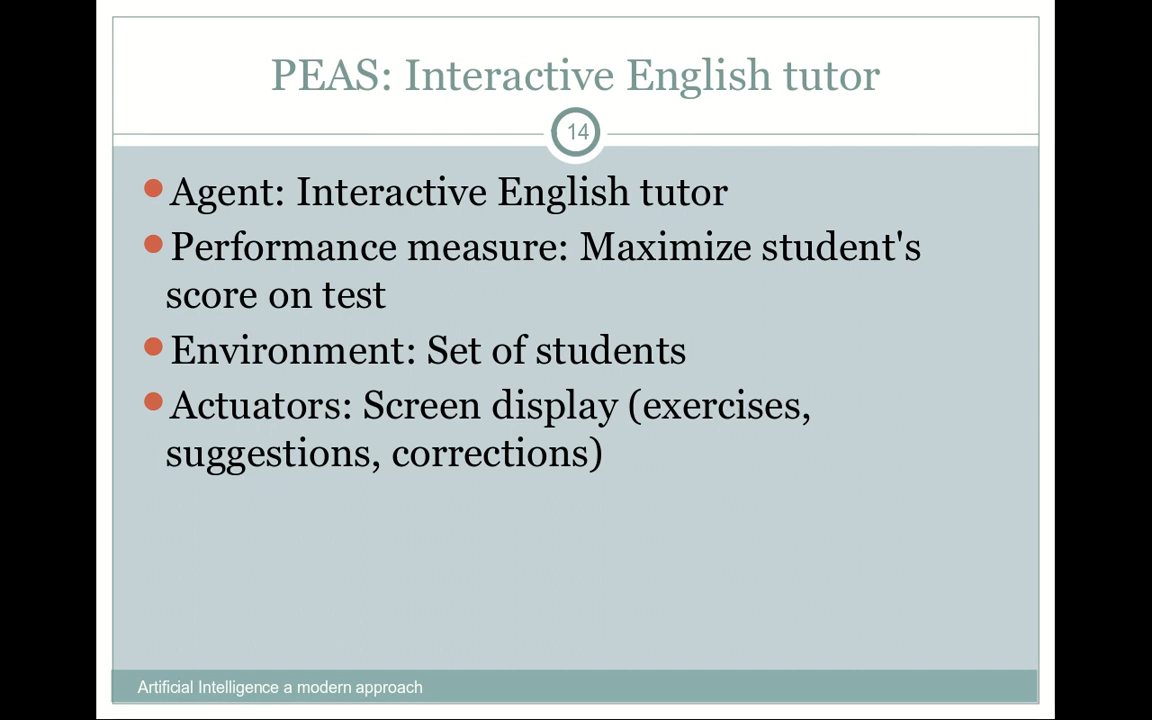 PEAS: Interactive English tutor
14
Agent: Interactive English tutor
Performance measure: Maximize student's
score on test
Environment: Set of students
Actuators: Screen display (exercises,
suggestions, corrections)
Artificial Intelligence a modern approach